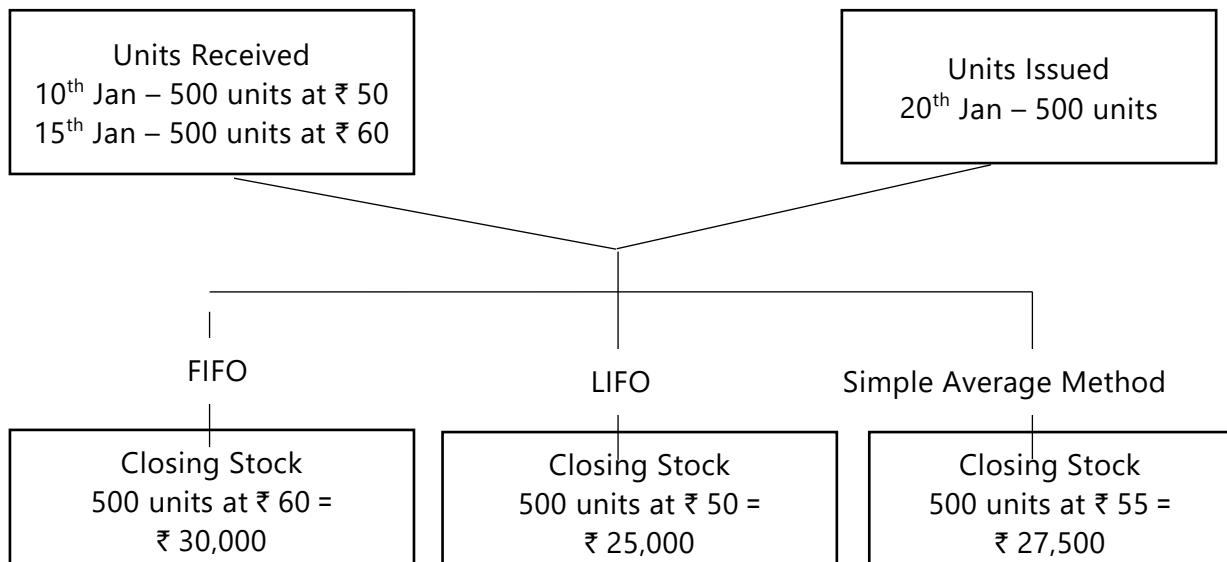 Units Received
10th Jan – 500 units at ₹ 50
15th Jan – 500 units at ₹ 60
Units Issued
20th Jan – 500 units
FIFO
LIFO
Simple Average Method
Closing Stock
500 units at ₹ 60 =
₹ 30,000
Closing Stock
500 units at ₹ 50 =
₹ 25,000
Closing Stock
500 units at ₹ 55 =
₹ 27,500